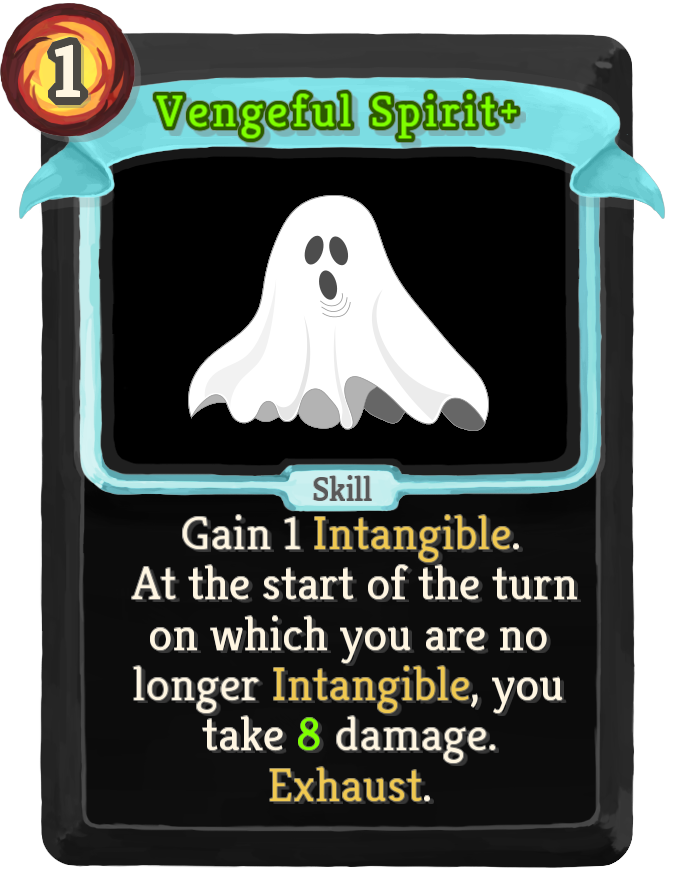 1
Vengeful Spirit+
Skill
Gain 1 Intangible.
At the start of the turn
on which you are no
longer Intangible, you
take 8 damage.
Exhaust.